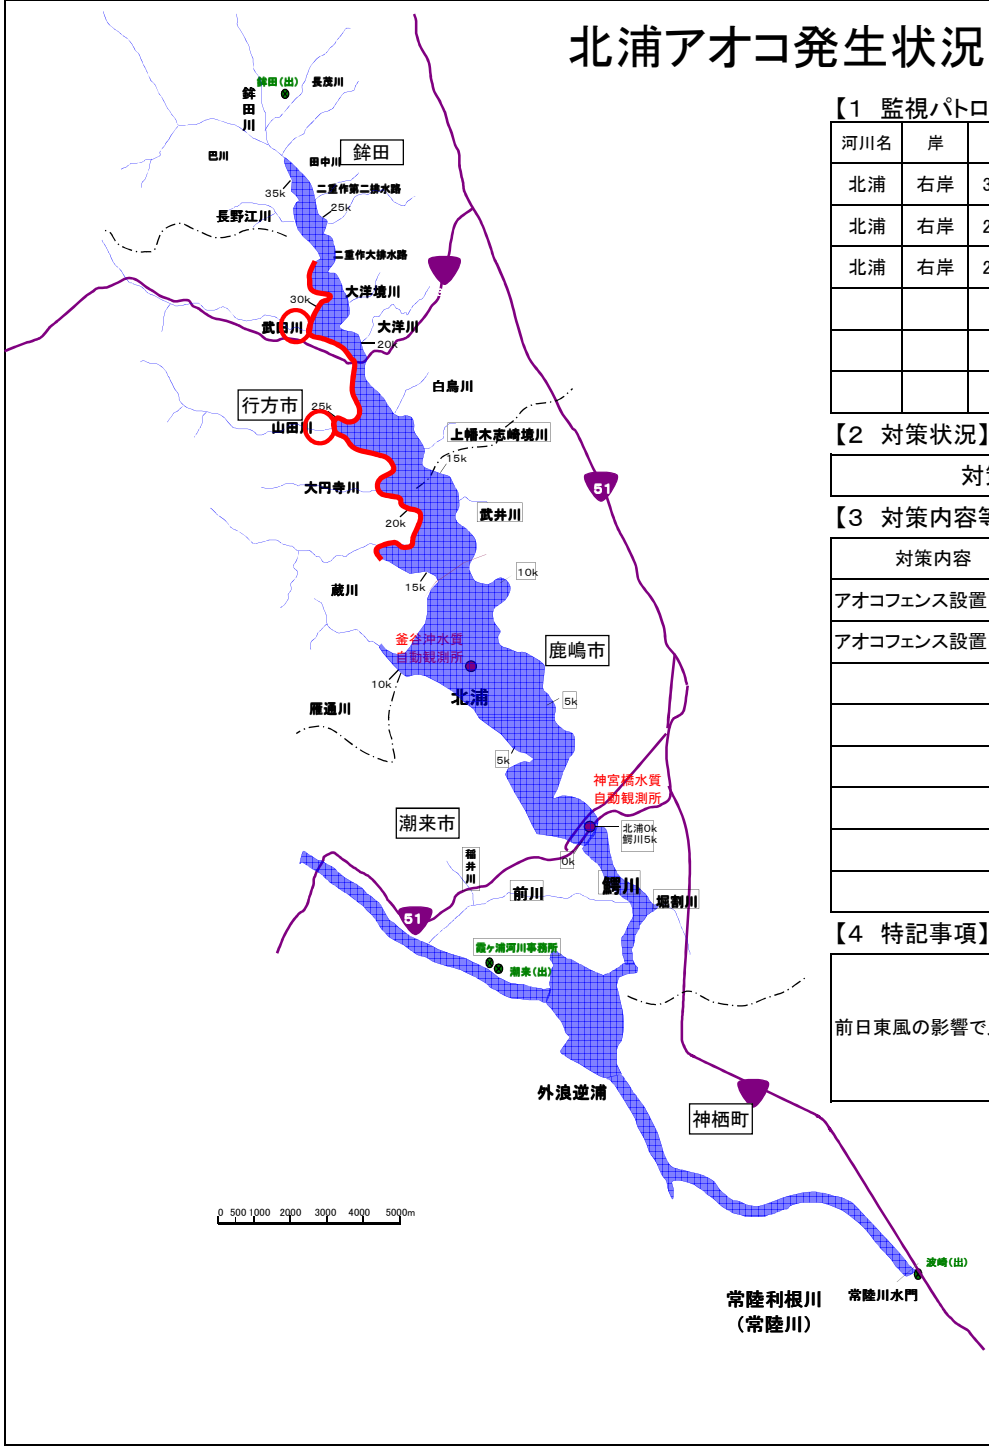 北浦アオコ発生状況
【1 監視パトロ
河川名 岸
北浦 右岸 3
北浦 右岸 2
北浦 右岸 2
【2 対策状況】
対策
【3 対策内容等
対策内容
アオコフェンス設置
アオコフェンス設置
【4 特記事項】
前日東風の影響で
鉾田(出)
長茂川
鉾田川
巴川
田中川
鉾田
35k
二重作第二排水路
25k
長野江川
二重作大排水路
30k
大洋境川
武田川
大洋川
20k
白鳥川
行方市
25k
山田川
上幡木志崎境川
15k
大円寺川
武井川
20k
10k
15k
蔵川
釜谷沖水質
自動観測所
鹿嶋市
10k
北浦
5k
雁通川
5k
神宮橋水質
自動観測所
潮来市
北浦0k
鰐川5k
0k
稲井川
前川
鰐川
堀割川
51
51
霞ヶ浦河川事務所
潮来(出)
外浪逆浦
神栖町
0 500 1000 2000 3000 4000 5000m
波崎(出)
常陸利根川
(常陸川)
常陸川水門